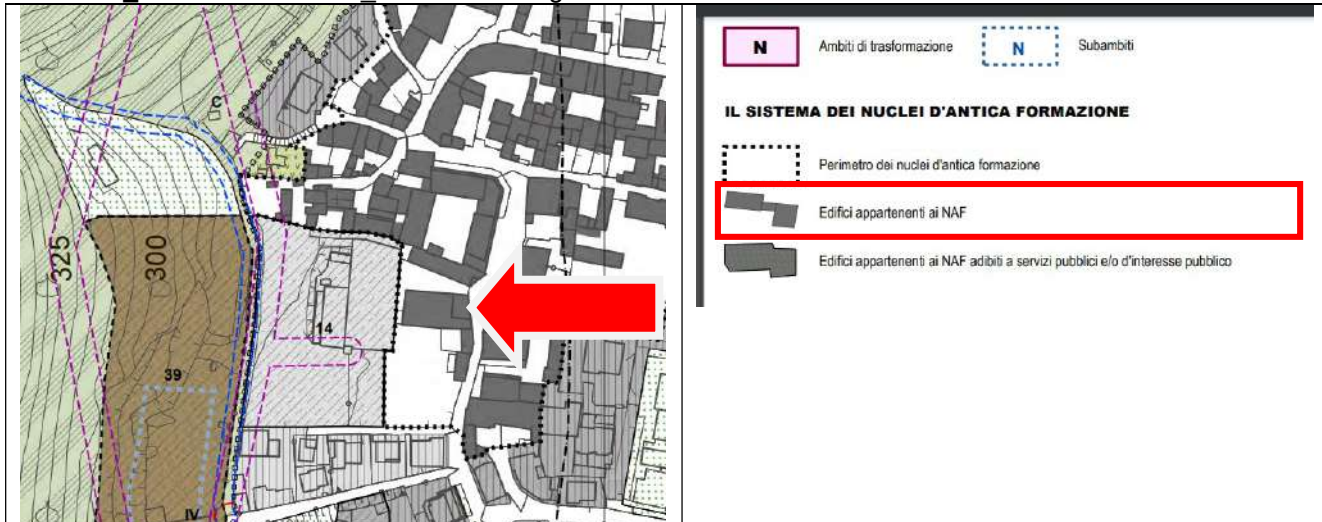 C
325
300
14
39
IV
N Ambiti di trasformazione N Subambiti
IL SISTEMA DEI NUCLEI D'ANTICA FORMAZIONE
Perimetro dei nuclei d'antica formazione
Edifici appartenenti ai NAF
Edifici appartenenti ai NAF adibiti a servizi pubblici e/o d'interesse pubblico